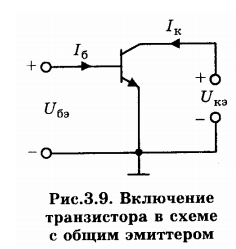 Iб
Iк
+
+
Uбэ
Uкэ
−
−
Рис.3.9. Включение
транзистора в схеме
с общим эмиттером